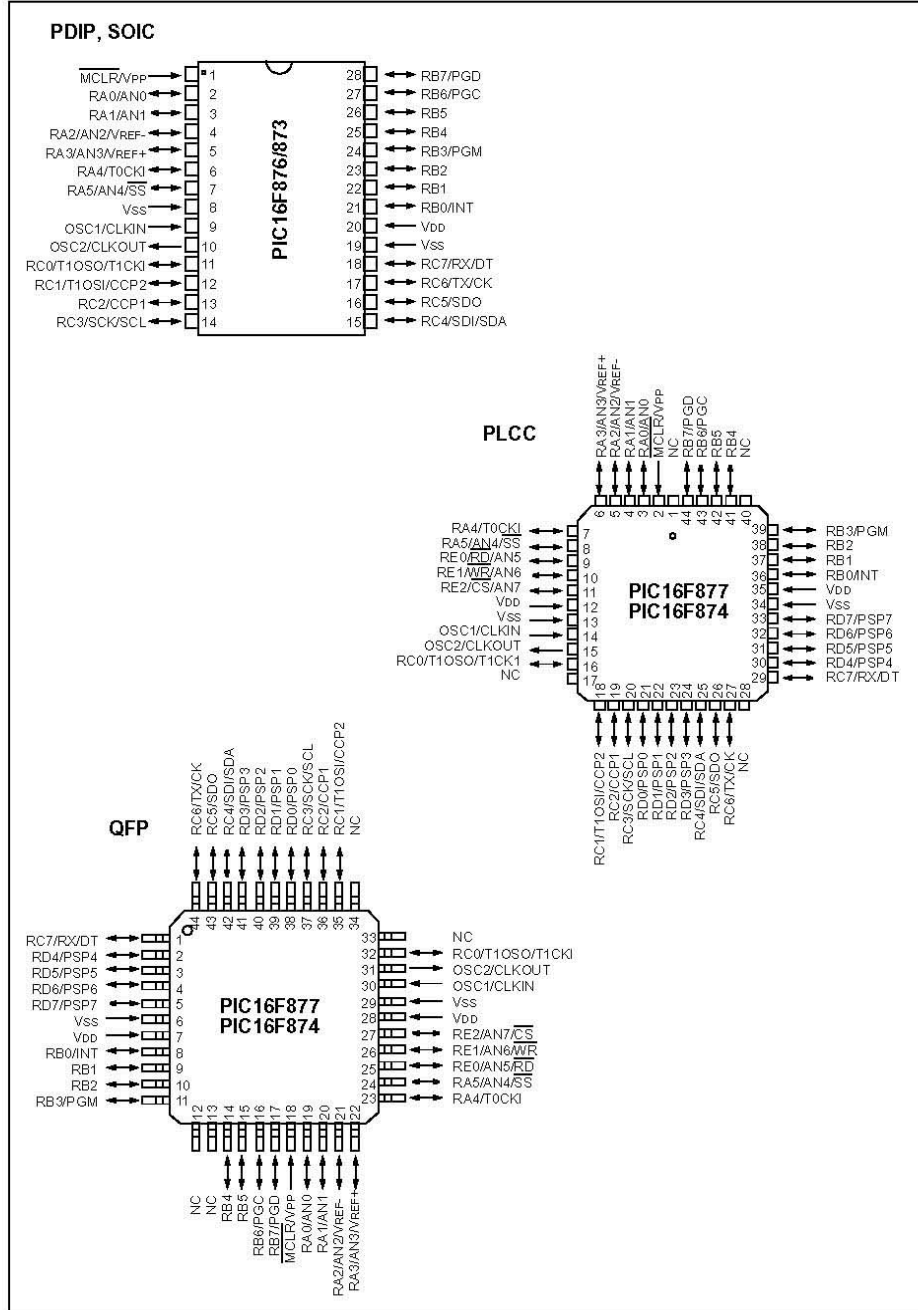 PDIP, SOIC
MCLR/VPP
RA0/AN0
RA1/AN1
RA2/AN2/VREF-
RA3/AN3/VREF+
RA4/T0CKI
RA5/AN4/SS
VSS
OSC1/CLKIN
OSC2/CLKOUT
RC0/T1OSO/T1CKI
RC1/T1OSI/CCP2
RC2/CCP1
RC3/SCK/SCL
1
2
3
4
5
6
7
8
9
10
11
12
13
14
PIC16F876/873
28
27
26
25
24
23
22
21
20
19
18
17
16
15
RB7/PGD
RB6/PGC
RB5
RB4
RB3/PGM
RB2
RB1
RB0/INT
VDD
VSS
RC7/RX/DT
RC6/TX/CK
RC5/SDO
RC4/SDI/SDA
PLCC
RA3/AN3/VREF+
RA2/AN2/VREF-
RA1/AN1
RA0/AN0
MCLR/VPP
NC
RB7/PGD
RB6/PGC
RB5
RB4
NC
6
5
4
3
2
1
44
43
42
41
40
RA4/T0CKI
RA5/AN4/SS
RE0/RD/AN5
RE1/WR/AN6
RE2/CS/AN7
VDD
VSS
OSC1/CLKIN
OSC2/CLKOUT
RC0/T1OSO/T1CK1
NC
7
8
9
10
11
12
13
14
15
16
17
PIC16F877
PIC16F874
39
38
37
36
35
34
33
32
31
30
29
RB3/PGM
RB2
RB1
RB0/INT
VDD
VSS
RD7/PSP7
RD6/PSP6
RD5/PSP5
RD4/PSP4
RC7/RX/DT
18
19
20
21
22
23
24
25
26
27
28
RC1/T1OSI/CCP2
RC2/CCP1
RC3/SCK/SCL
RD0/PSP0
RD1/PSP1
RD2/PSP2
RD3/PSP3
RC4/SDI/SDA
RC5/SDO
RC6/TX/CK
NC
QFP
RC6/TX/CK
RC5/SDO
RC4/SDI/SDA
RD3/PSP3
RD2/PSP2
RD1/PSP1
RD0/PSP0
RC3/SCK/SCL
RC2/CCP1
RC1/T1OSI/CCP2
NC
44
43
42
41
40
39
38
37
36
35
34
RC7/RX/DT
RD4/PSP4
RD5/PSP5
RD6/PSP6
RD7/PSP7
VSS
VDD
RB0/INT
RB1
RB2
RB3/PGM
1
2
3
4
5
6
7
8
9
10
11
PIC16F877
PIC16F874
33
32
31
30
29
28
27
26
25
24
23
NC
RC0/T1OSO/T1CKI
OSC2/CLKOUT
OSC1/CLKIN
VSS
VDD
RE2/AN7/CS
RE1/AN6/WR
RE0/AN5/RD
RA5/AN4/SS
RA4/T0CKI
12
13
14
15
16
17
18
19
20
21
22
NC
NC
RB4
RB5
RB6/PGC
RB7/PGD
MCLR/VPP
RA0/AN0
RA1/AN1
RA2/AN2/VREF-
RA3/AN3/VREF+